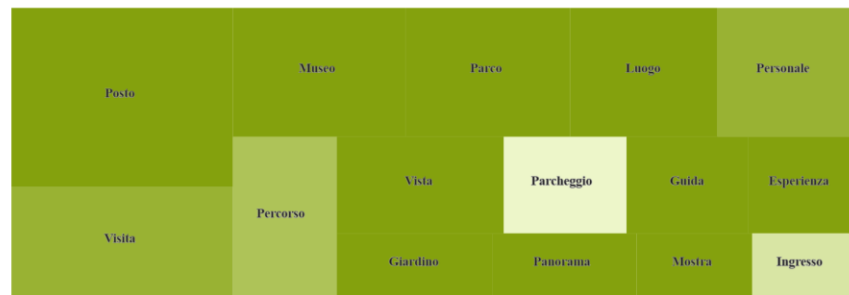 Posto
Museo
Parco
Luogo
Personale
Visita
Percorso
Vista
Parcheggio
Guida
Esperienza
Giardino
Panorama
Mostra
Ingresso